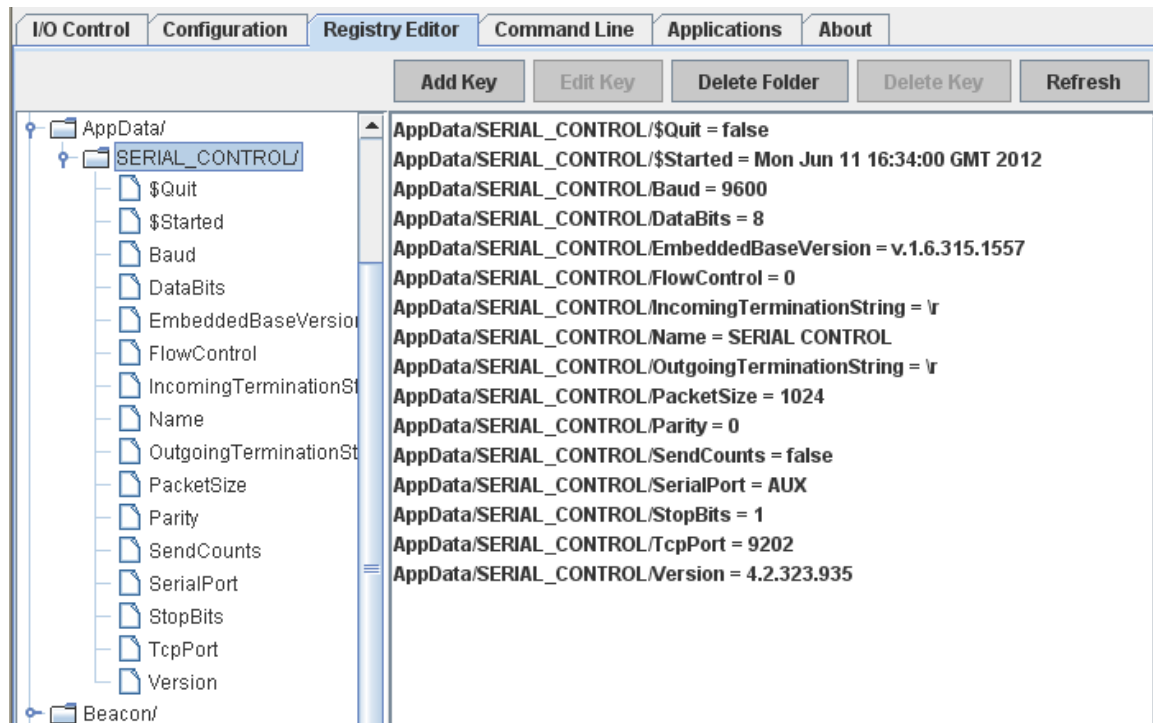 I/O Control Configuration Registry Editor Command Line Applications About
Add Key Edit Key Delete Folder Delete Key Refresh
AppData/
SERIAL_CONTROL/
$Quit
$Started
Baud
DataBits
EmbeddedBaseVersion
FlowControl
IncomingTerminationSt
Name
OutgoingTerminationSt
PacketSize
Parity
SendCounts
SerialPort
StopBits
TcpPort
Version
Beacon/
AppData/SERIAL_CONTROL/$Quit = false
AppData/SERIAL_CONTROL/$Started = Mon Jun 11 16:34:00 GMT 2012
AppData/SERIAL_CONTROL/Baud = 9600
AppData/SERIAL_CONTROL/DataBits = 8
AppData/SERIAL_CONTROL/EmbeddedBaseVersion = v.1.6.315.1557
AppData/SERIAL_CONTROL/FlowControl = 0
AppData/SERIAL_CONTROL/IncomingTerminationString = \r
AppData/SERIAL_CONTROL/Name = SERIAL CONTROL
AppData/SERIAL_CONTROL/OutgoingTerminationString = \r
AppData/SERIAL_CONTROL/PacketSize = 1024
AppData/SERIAL_CONTROL/Parity = 0
AppData/SERIAL_CONTROL/SendCounts = false
AppData/SERIAL_CONTROL/SerialPort = AUX
AppData/SERIAL_CONTROL/StopBits = 1
AppData/SERIAL_CONTROL/TcpPort = 9202
AppData/SERIAL_CONTROL/Version = 4.2.323.935